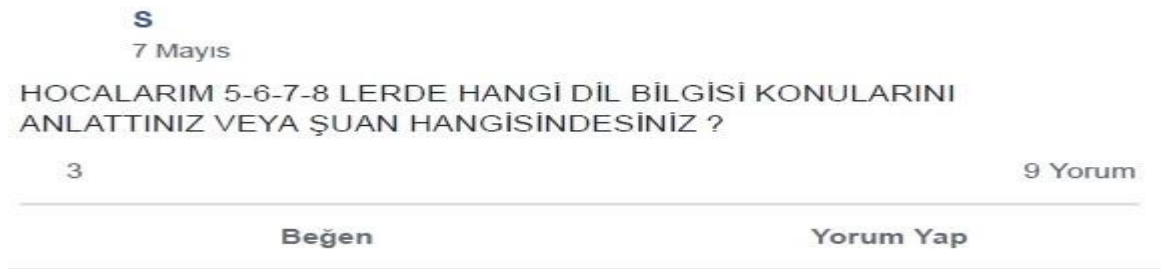 S
7 Mayıs
HOCALARIM 5-6-7-8 LERDE HANGİ DİL BİLGİSİ KONULARINI
ANLATTINIZ VEYA ŞUAN HANGİSİNDESİNİZ ?
3 9 Yorum
Beğen Yorum Yap